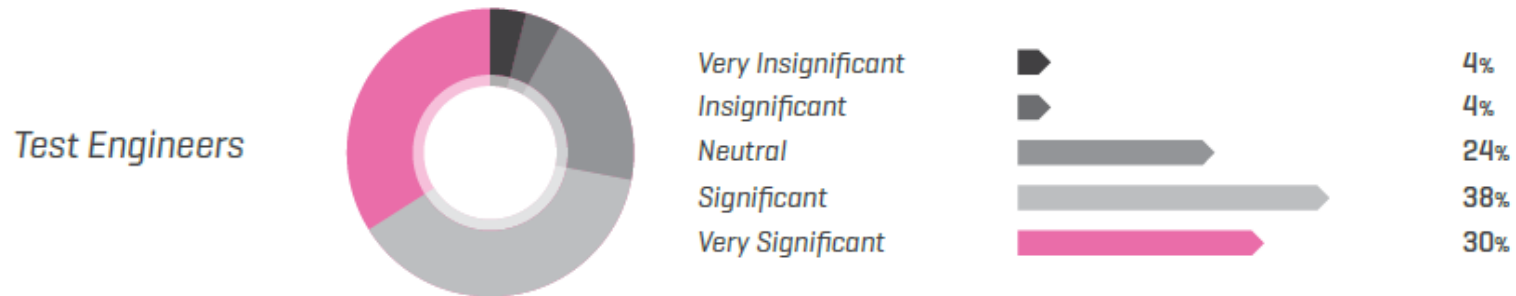 Test Engineers
Very Insignificant 4%
Insignificant 4%
Neutral 24%
Significant 38%
Very Significant 30%